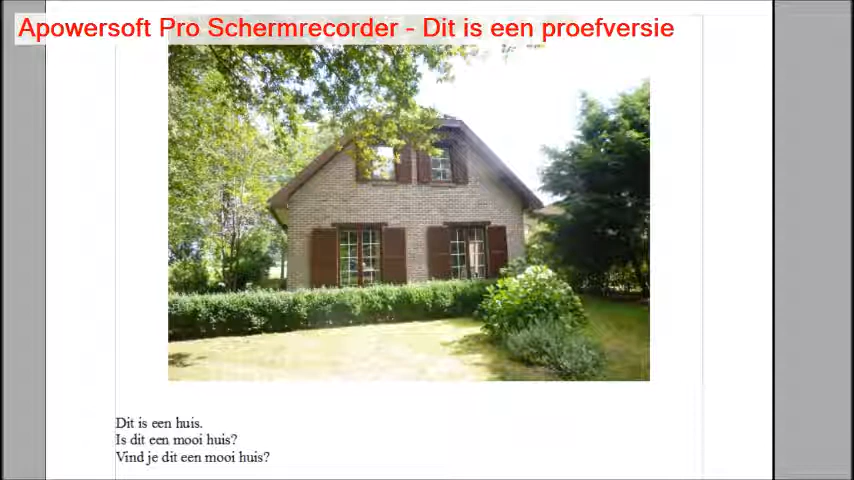 Apowersoft Pro Schermrecorder - Dit is een proefversie
Dit is een huis.
Is dit een mooi huis?
Vind je dit een mooi huis?